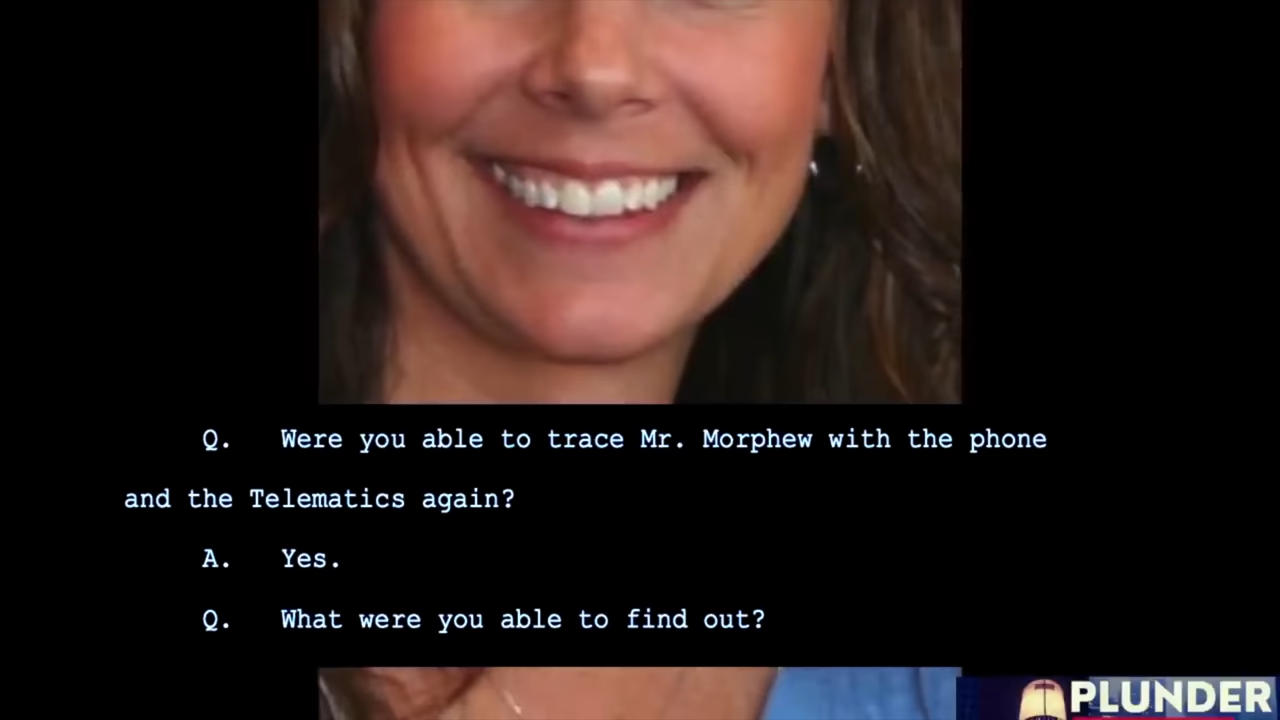 Q. Were you able to trace Mr. Morphew with the phone
and the Telematics again?
A. Yes.
Q. What were you able to find out?
PLUNDER